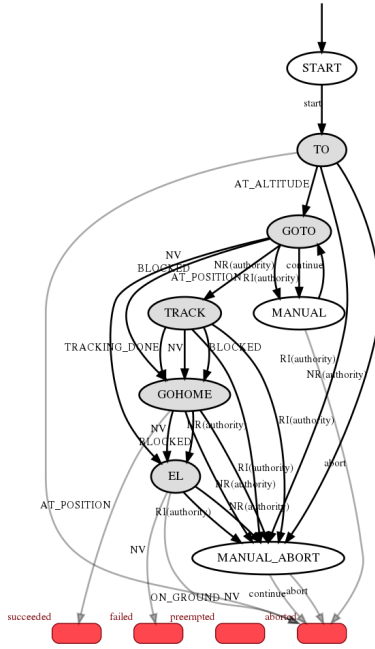 START
start
TO
AT_ALTITUDE
GOTO
NV
BLOCKED
NR(authority)
continue
AT_POSITION
RI(authority)
TRACK
MANUAL
TRACKING_DONE
NV
BLOCKED
RI(authority)
NR(authority)
GOHOME
NR(authority)
RI(authority)
NV
BLOCKED
EL
RI(authority)
abort
NR(authority)
AT_POSITION
RI(authority)
NR(authority)
NV
MANUAL_ABORT
ON_GROUND
NV
continue
abort
succeeded
failed
preempted
aborted